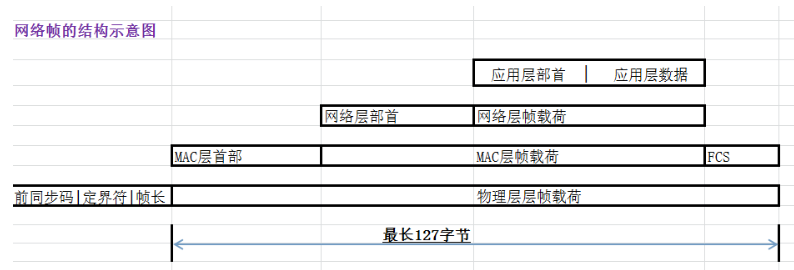 网络帧的结构示意图
应用层部首 | 应用层数据
网络层部首 网络层帧载荷
MAC层首部 MAC层帧载荷 FCS
前同步码|定界符|帧长 物理层层帧载荷
最长127字节